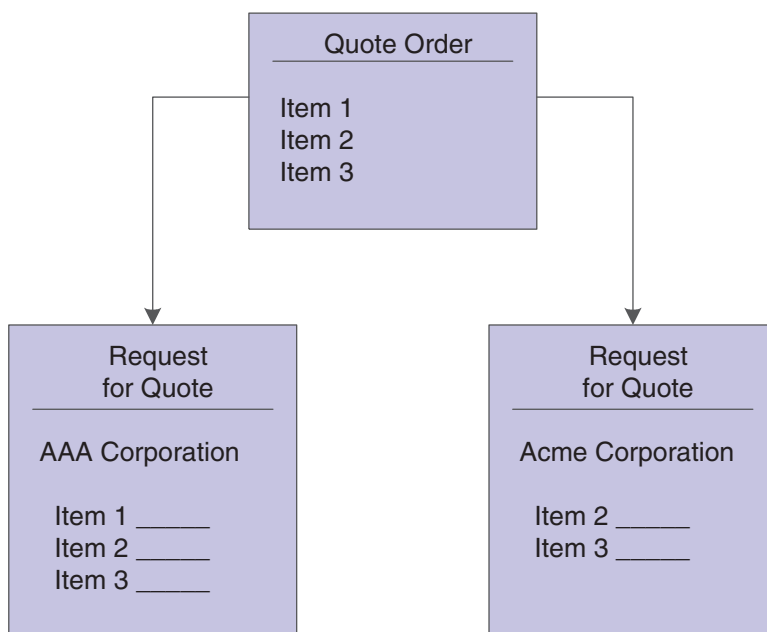 Quote Order
Item 1
Item 2
Item 3
Request
for Quote
AAA Corporation
Item 1 _____
Item 2 _____
Item 3 _____
Request
for Quote
Acme Corporation
Item 2 _____
Item 3 _____